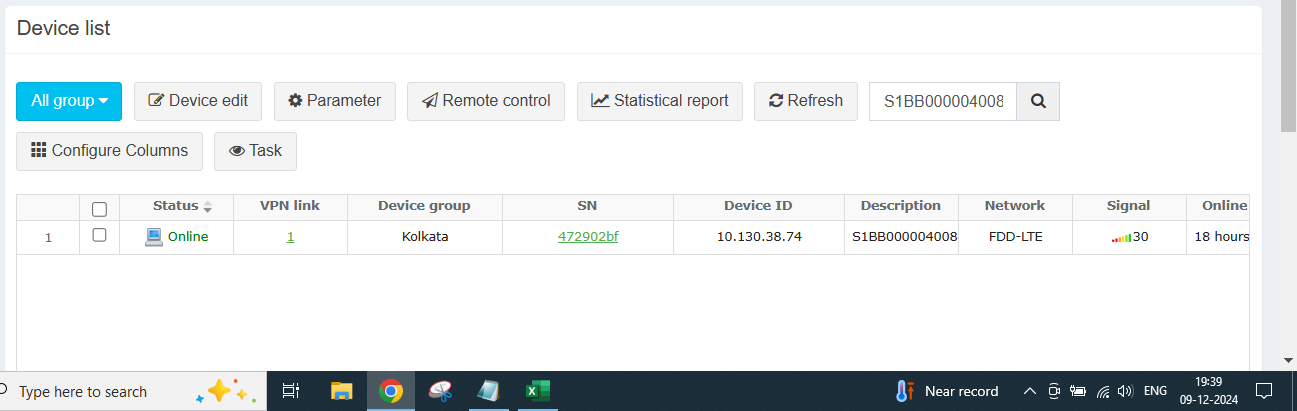 Device list
All group Device edit Parameter Remote control Statistical report Refresh S1BB000004008
Configure Columns Task
Status VPN link Device group SN Device ID Description Network Signal Online
1 Online 1 Kolkata 472902bf 10.130.38.74 S1BB000004008 FDD-LTE 30 18 hours
Type here to search Near record ENG 19:39
09-12-2024